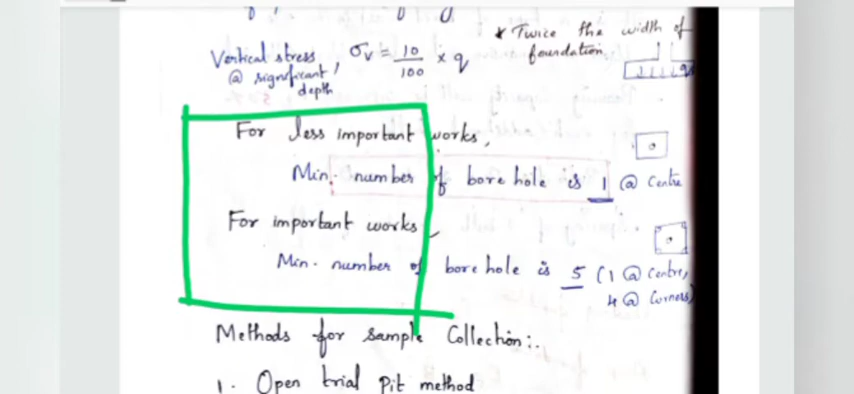 * Twice the width of
foundation
Vertical stress, σv = 10/100 × q
@ significant
depth
For less important works,
Min. number of bore hole is 1 @ Centre
For important works,
Min. number of bore hole is 5 (1 @ Centre,
4 @ Corners)
Methods for Sample Collection:.
1. Open trial Pit method